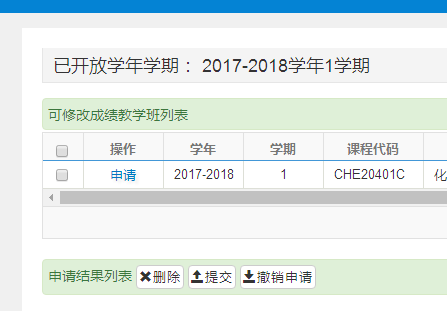 已开放学年学期： 2017-2018学年1学期
可修改成绩教学班列表
操作 学年 学期 课程代码
申请 2017-2018 1 CHE20401C 化
申请结果列表 删除 提交 撤销申请